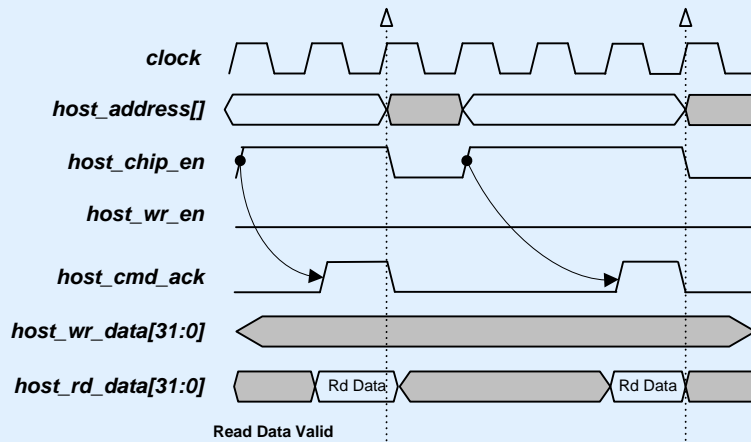 clock
host_address[]
host_chip_en
host_wr_en
host_cmd_ack
host_wr_data[31:0]
host_rd_data[31:0] Rd Data Rd Data
Read Data Valid